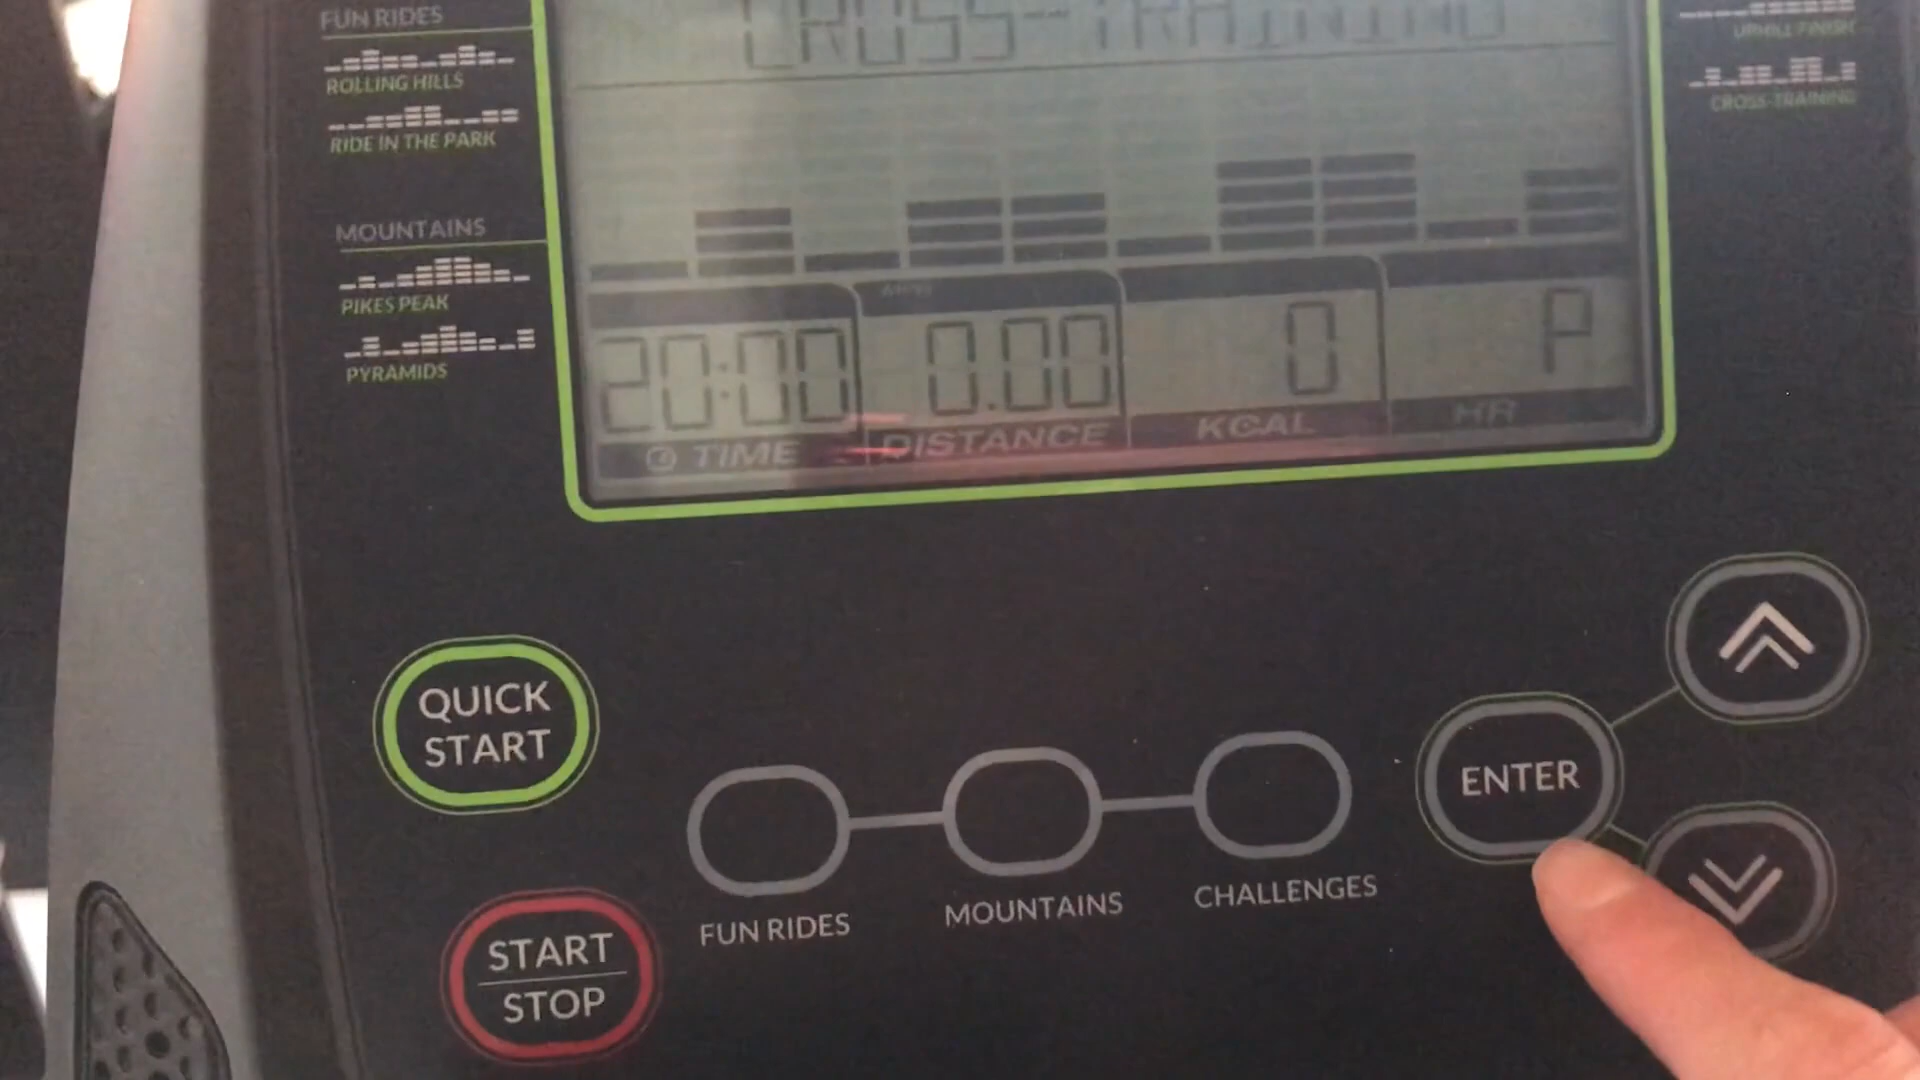 FUN RIDES
ROLLING HILLS
RIDE IN THE PARK
MOUNTAINS
PIKES PEAK
PYRAMIDS
CROSS-TRAINING
20:00
0.00
0
P
TIME
DISTANCE
KCAL
HR
UPHILL FINISH
CROSS-TRAINING
QUICK
START
START
STOP
FUN RIDES
MOUNTAINS
CHALLENGES
ENTER